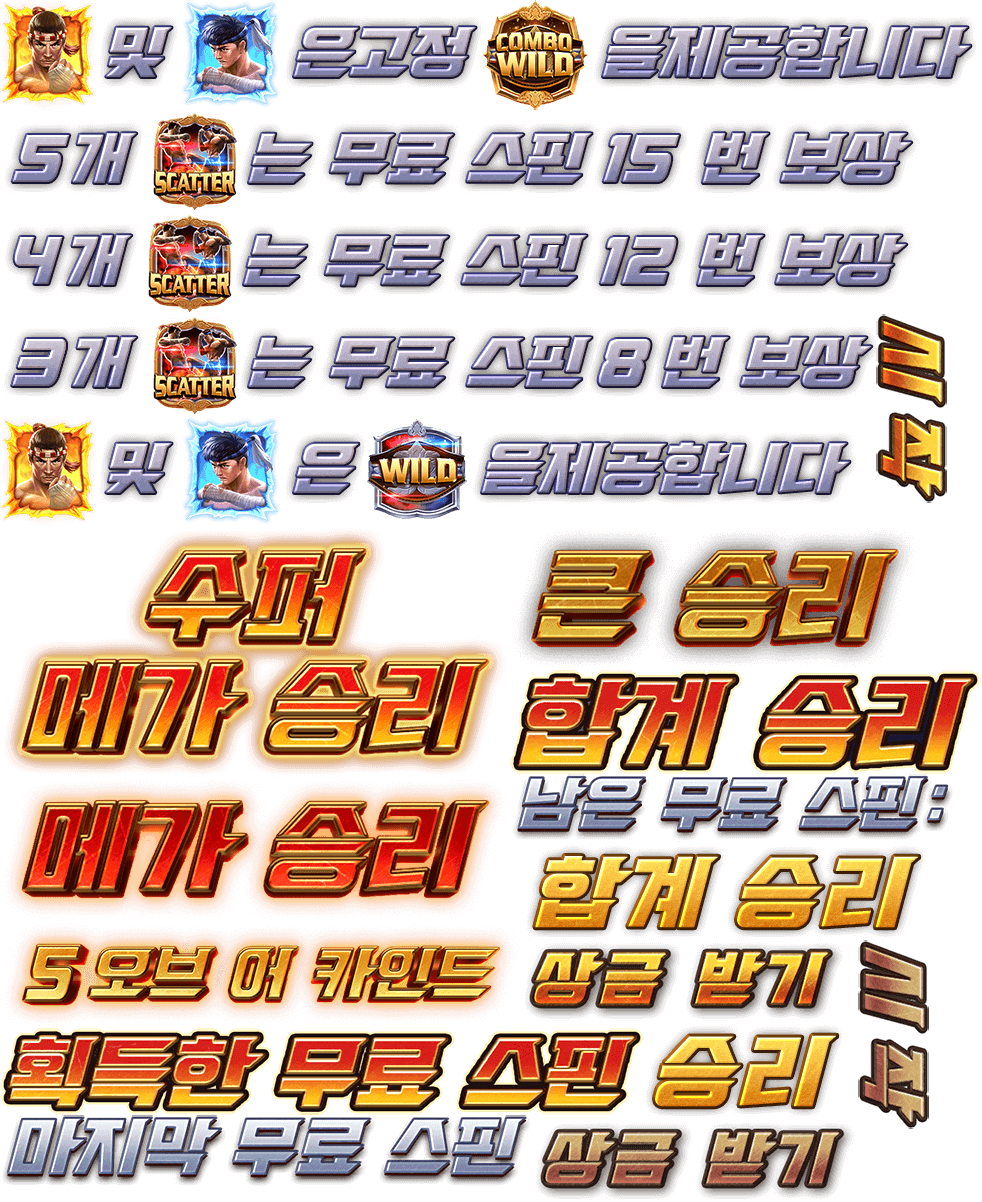 및 은고정 COMBO WILD 을제공합니다
5개 SCATTER 는 무료 스핀 15 번 보상
4개 SCATTER 는 무료 스핀 12 번 보상
3개 SCATTER 는 무료 스핀 8 번 보상
시작
및 은 WILD 을제공합니다
수퍼
메가 승리
큰 승리
합계 승리
남은 무료 스핀:
메가 승리
합계 승리
5 오브 어 카인드
상금 받기
시작
획득한 무료 스핀
승리
마지막 무료 스핀
상금 받기